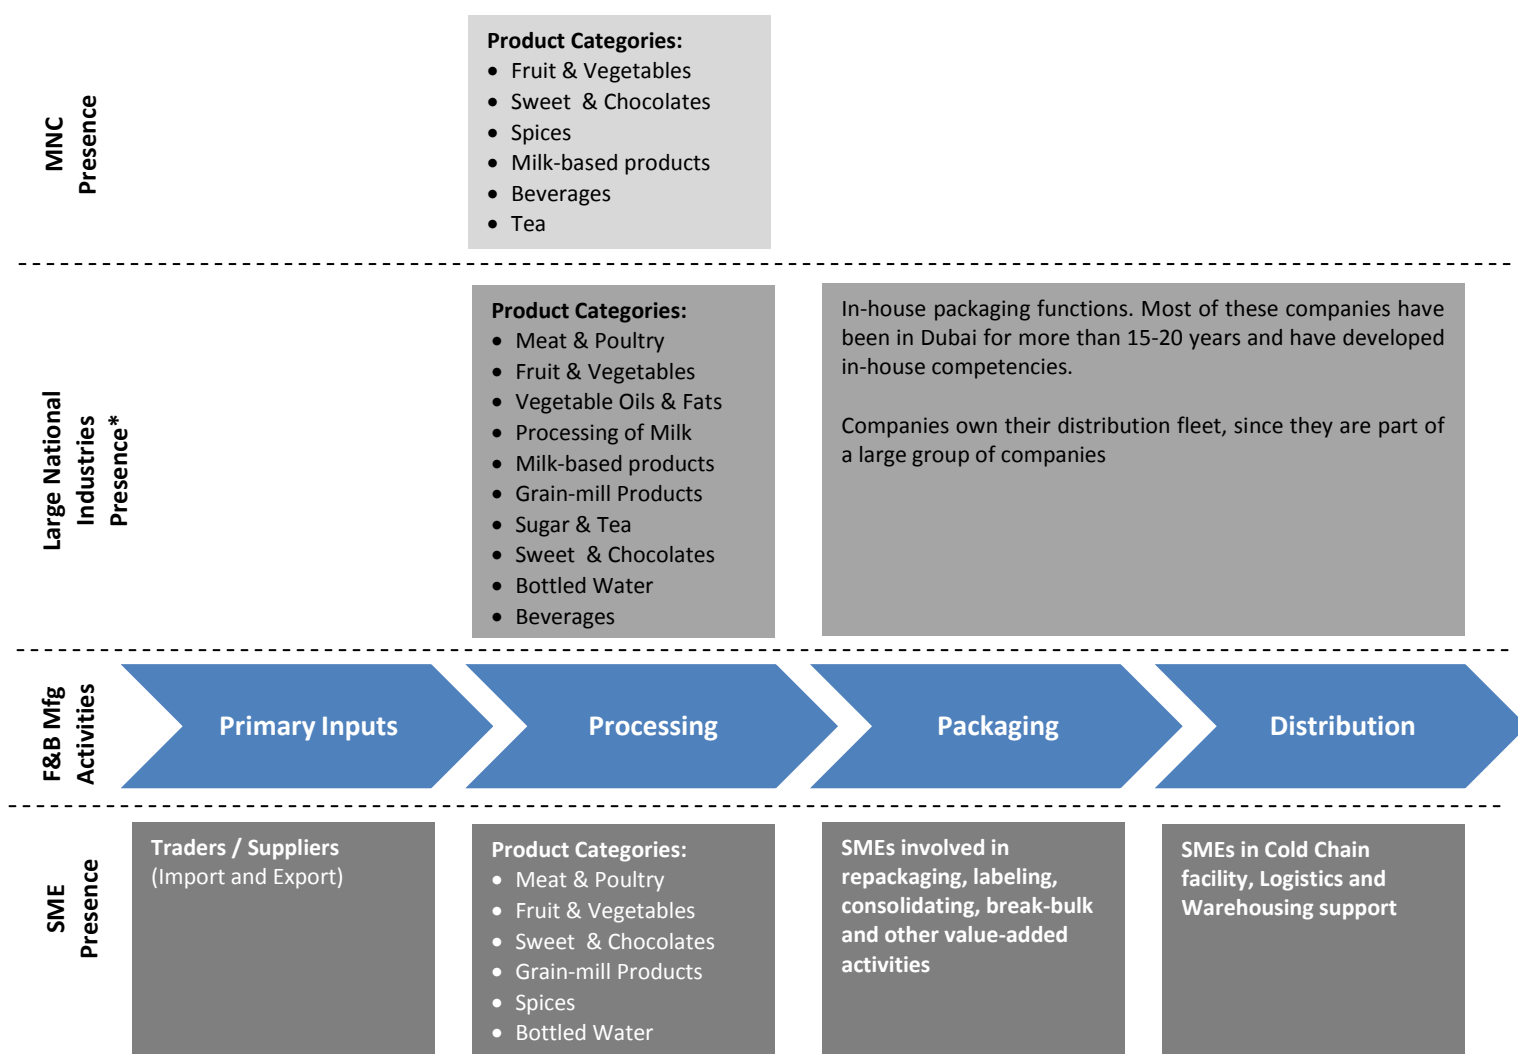 MNC
Presence
Product Categories:
• Fruit & Vegetables
• Sweet & Chocolates
• Spices
• Milk-based products
• Beverages
• Tea
Large National
Industries
Presence*
Product Categories:
• Meat & Poultry
• Fruit & Vegetables
• Vegetable Oils & Fats
• Processing of Milk
• Milk-based products
• Grain-mill Products
• Sugar & Tea
• Sweet & Chocolates
• Bottled Water
• Beverages
In-house packaging functions. Most of these companies have
been in Dubai for more than 15-20 years and have developed
in-house competencies.
Companies own their distribution fleet, since they are part of
a large group of companies
F&B Mfg
Activities
Primary Inputs
Processing
Packaging
Distribution
SME
Presence
Traders / Suppliers
(Import and Export)
Product Categories:
• Meat & Poultry
• Fruit & Vegetables
• Sweet & Chocolates
• Grain-mill Products
• Spices
• Bottled Water
SMEs involved in
repackaging, labeling,
consolidating, break-bulk
and other value-added
activities
SMEs in Cold Chain
facility, Logistics and
Warehousing support